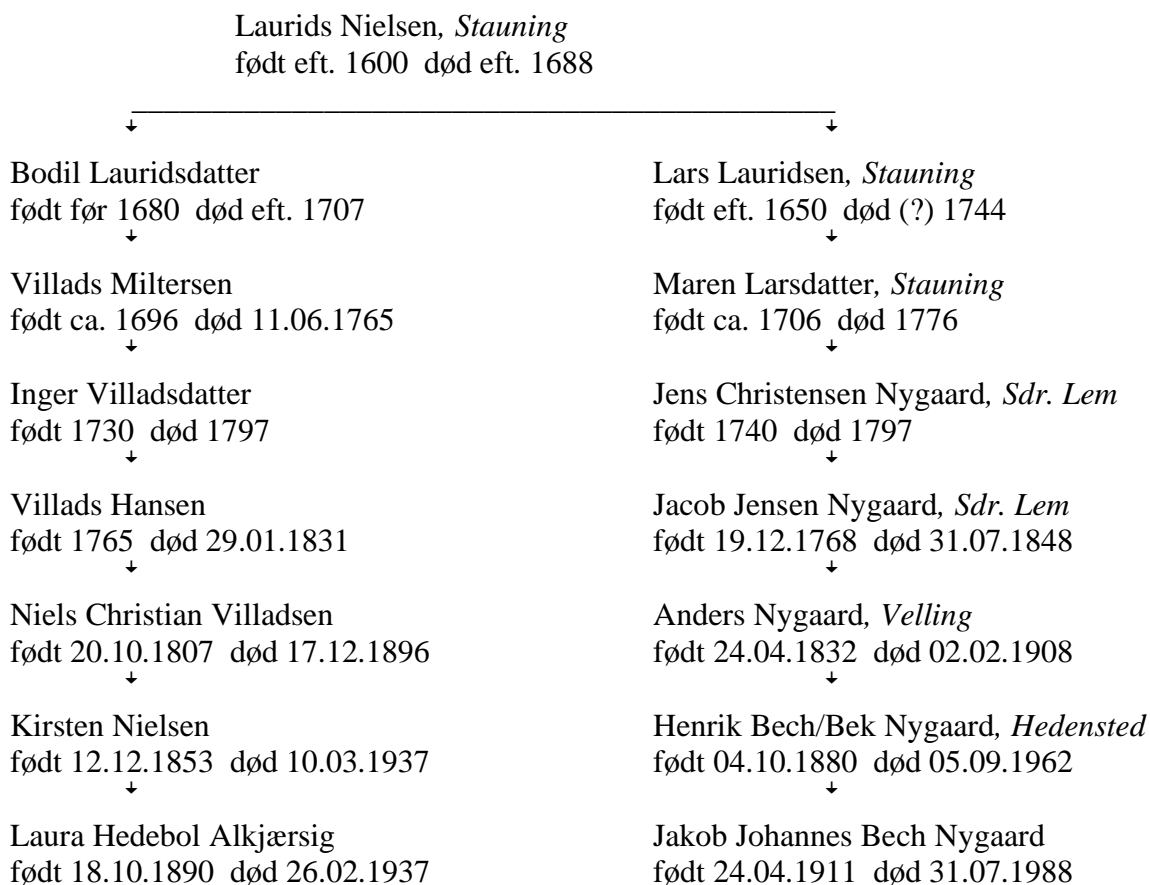 Laurids Nielsen, Stauning
født eft. 1600 død eft. 1688
Bodil Lauridsdatter
født før 1680 død eft. 1707
Lars Lauridsen, Stauning
født eft. 1650 død (?) 1744
Villads Miltersen
født ca. 1696 død 11.06.1765
Maren Larsdatter, Stauning
født ca. 1706 død 1776
Inger Villadsdatter
født 1730 død 1797
Jens Christensen Nygaard, Sdr. Lem
født 1740 død 1797
Villads Hansen
født 1765 død 29.01.1831
Jacob Jensen Nygaard, Sdr. Lem
født 19.12.1768 død 31.07.1848
Niels Christian Villadsen
født 20.10.1807 død 17.12.1896
Anders Nygaard, Velling
født 24.04.1832 død 02.02.1908
Kirsten Nielsen
født 12.12.1853 død 10.03.1937
Henrik Bech/Bek Nygaard, Hedensted
født 04.10.1880 død 05.09.1962
Laura Hedebol Alkjærsig
født 18.10.1890 død 26.02.1937
Jakob Johannes Bech Nygaard
født 24.04.1911 død 31.07.1988